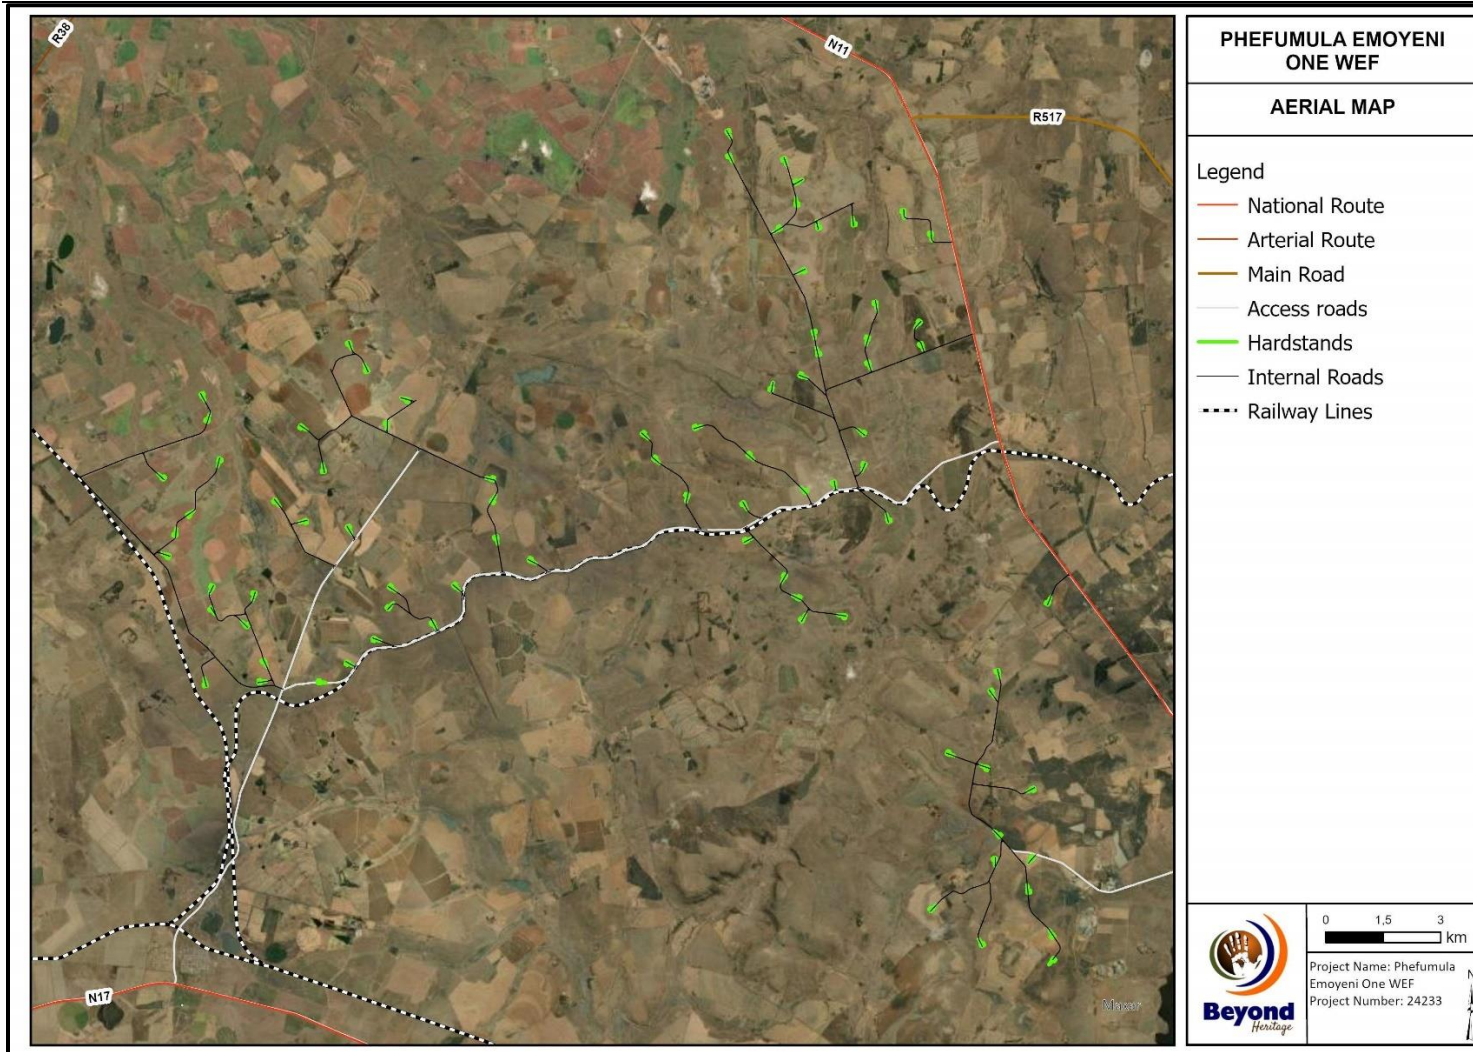 R38
N11
R517
N17
Maxar
PHEFUMULA EMOYENI
ONE WEF
AERIAL MAP
Legend
National Route
Arterial Route
Main Road
Access roads
Hardstands
Internal Roads
Railway Lines
0 1,5 3
km
Beyond
Heritage
Project Name: Phefumula
Emoyeni One WEF
Project Number: 24233
N